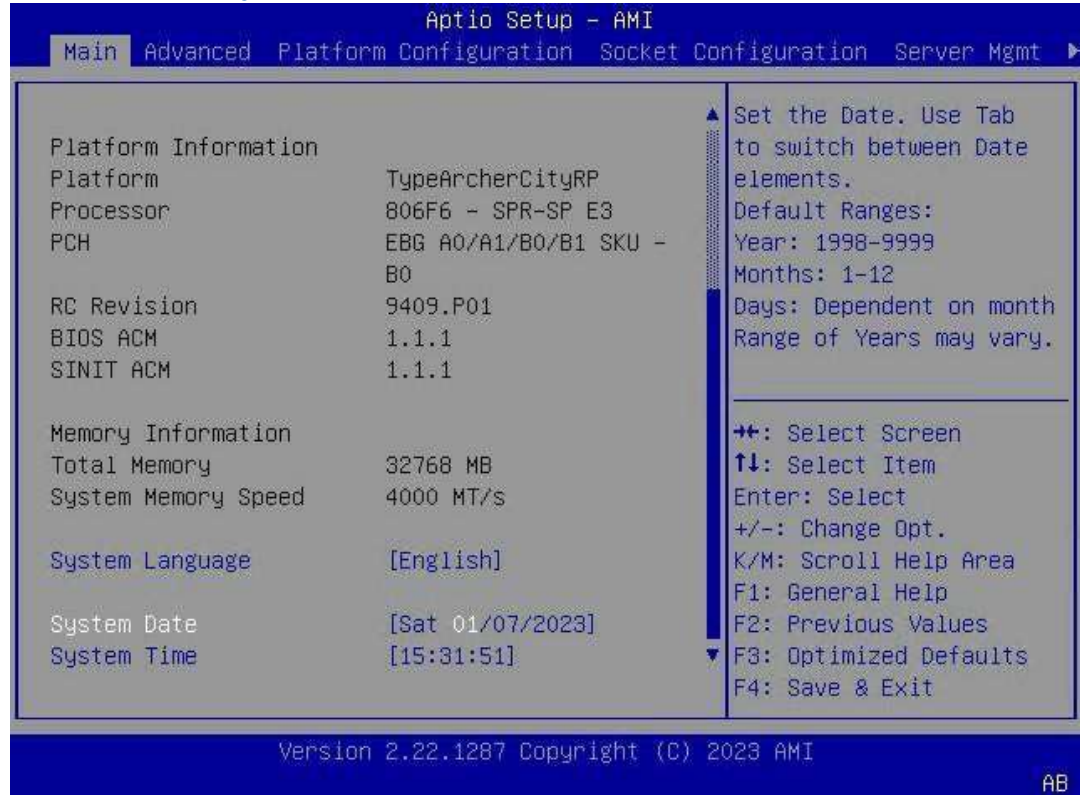 Aptio Setup – AMI
Main Advanced Platform Configuration Socket Configuration Server Mgmt ▶
Platform Information
Platform TypeArcherCityRP
Processor 806F6 – SPR-SP E3
PCH EBG A0/A1/B0/B1 SKU –
B0
RC Revision 9409.P01
BIOS ACM 1.1.1
SINIT ACM 1.1.1
Memory Information
Total Memory 32768 MB
System Memory Speed 4000 MT/s
System Language [English]
System Date [Sat 01/07/2023]
System Time [15:31:51]
▲
▼
Set the Date. Use Tab
to switch between Date
elements.
Default Ranges:
Year: 1998-9999
Months: 1-12
Days: Dependent on month
Range of Years may vary.
→←: Select Screen
↑↓: Select Item
Enter: Select
+/-: Change Opt.
K/M: Scroll Help Area
F1: General Help
F2: Previous Values
F3: Optimized Defaults
F4: Save & Exit
Version 2.22.1287 Copyright (C) 2023 AMI
AB